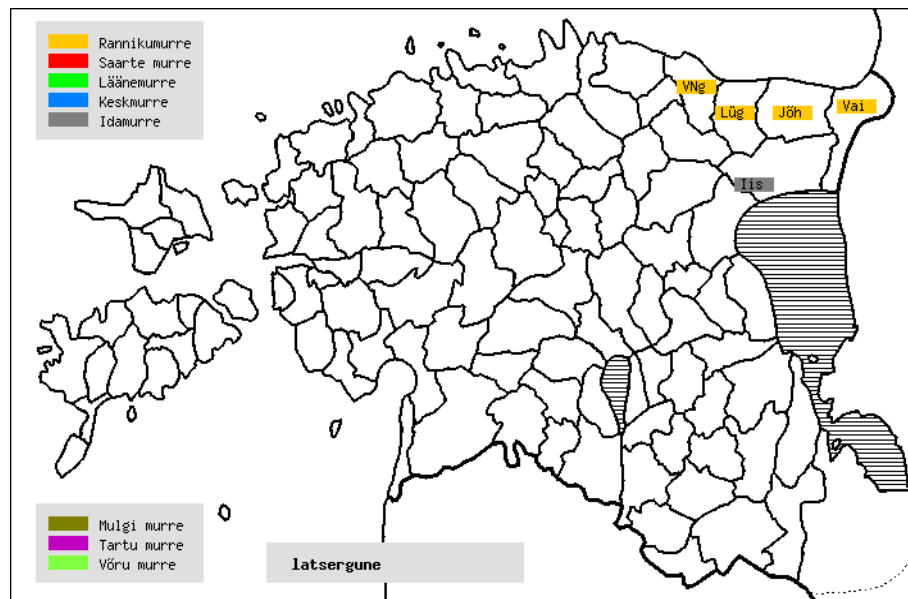 Rannikumurre
Saarte murre
Läänemurre
Keskmurre
Idamurre
VNg
Lüg
Jõh
Vai
Iis
Mulgi murre
Tartu murre
Võru murre
latsergune